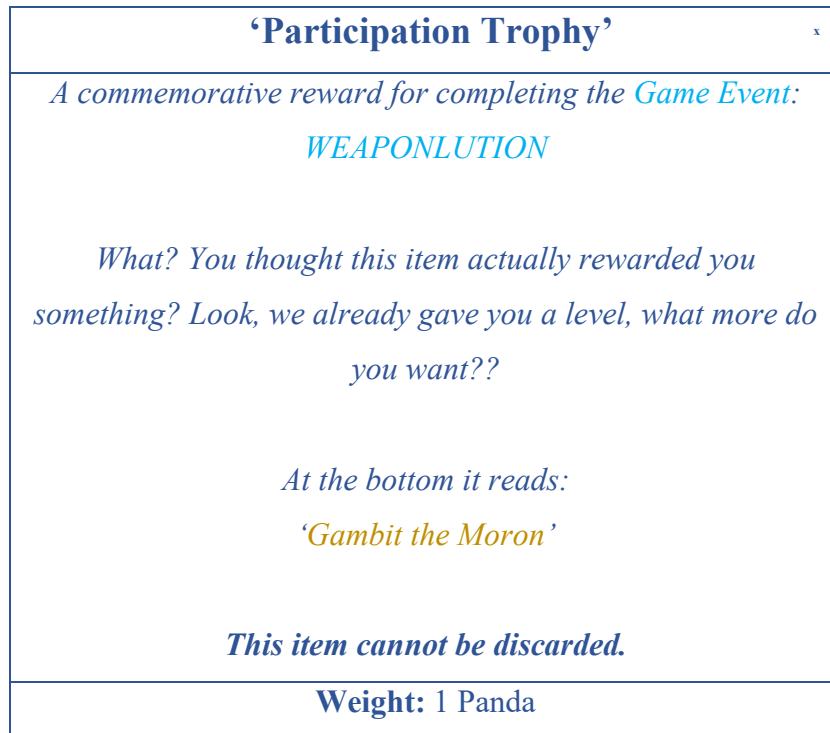 ‘Participation Trophy’ x
A commemorative reward for completing the Game Event:
WEAPONLUTION
What? You thought this item actually rewarded you
something? Look, we already gave you a level, what more do
you want??
At the bottom it reads:
‘Gambit the Moron’
This item cannot be discarded.
Weight: 1 Panda